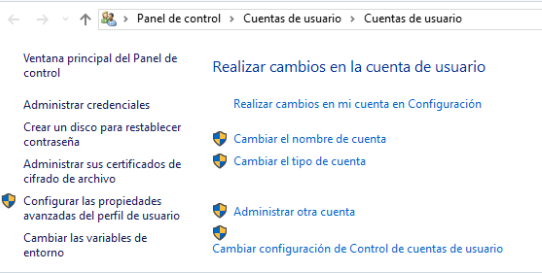 Panel de control > Cuentas de usuario > Cuentas de usuario
Ventana principal del Panel de
control
Administrar credenciales
Crear un disco para restablecer
contraseña
Administrar sus certificados de
cifrado de archivo
Configurar las propiedades
avanzadas del perfil de usuario
Cambiar las variables de
entorno
Realizar cambios en la cuenta de usuario
Realizar cambios en mi cuenta en Configuración
Cambiar el nombre de cuenta
Cambiar el tipo de cuenta
Administrar otra cuenta
Cambiar configuración de Control de cuentas de usuario